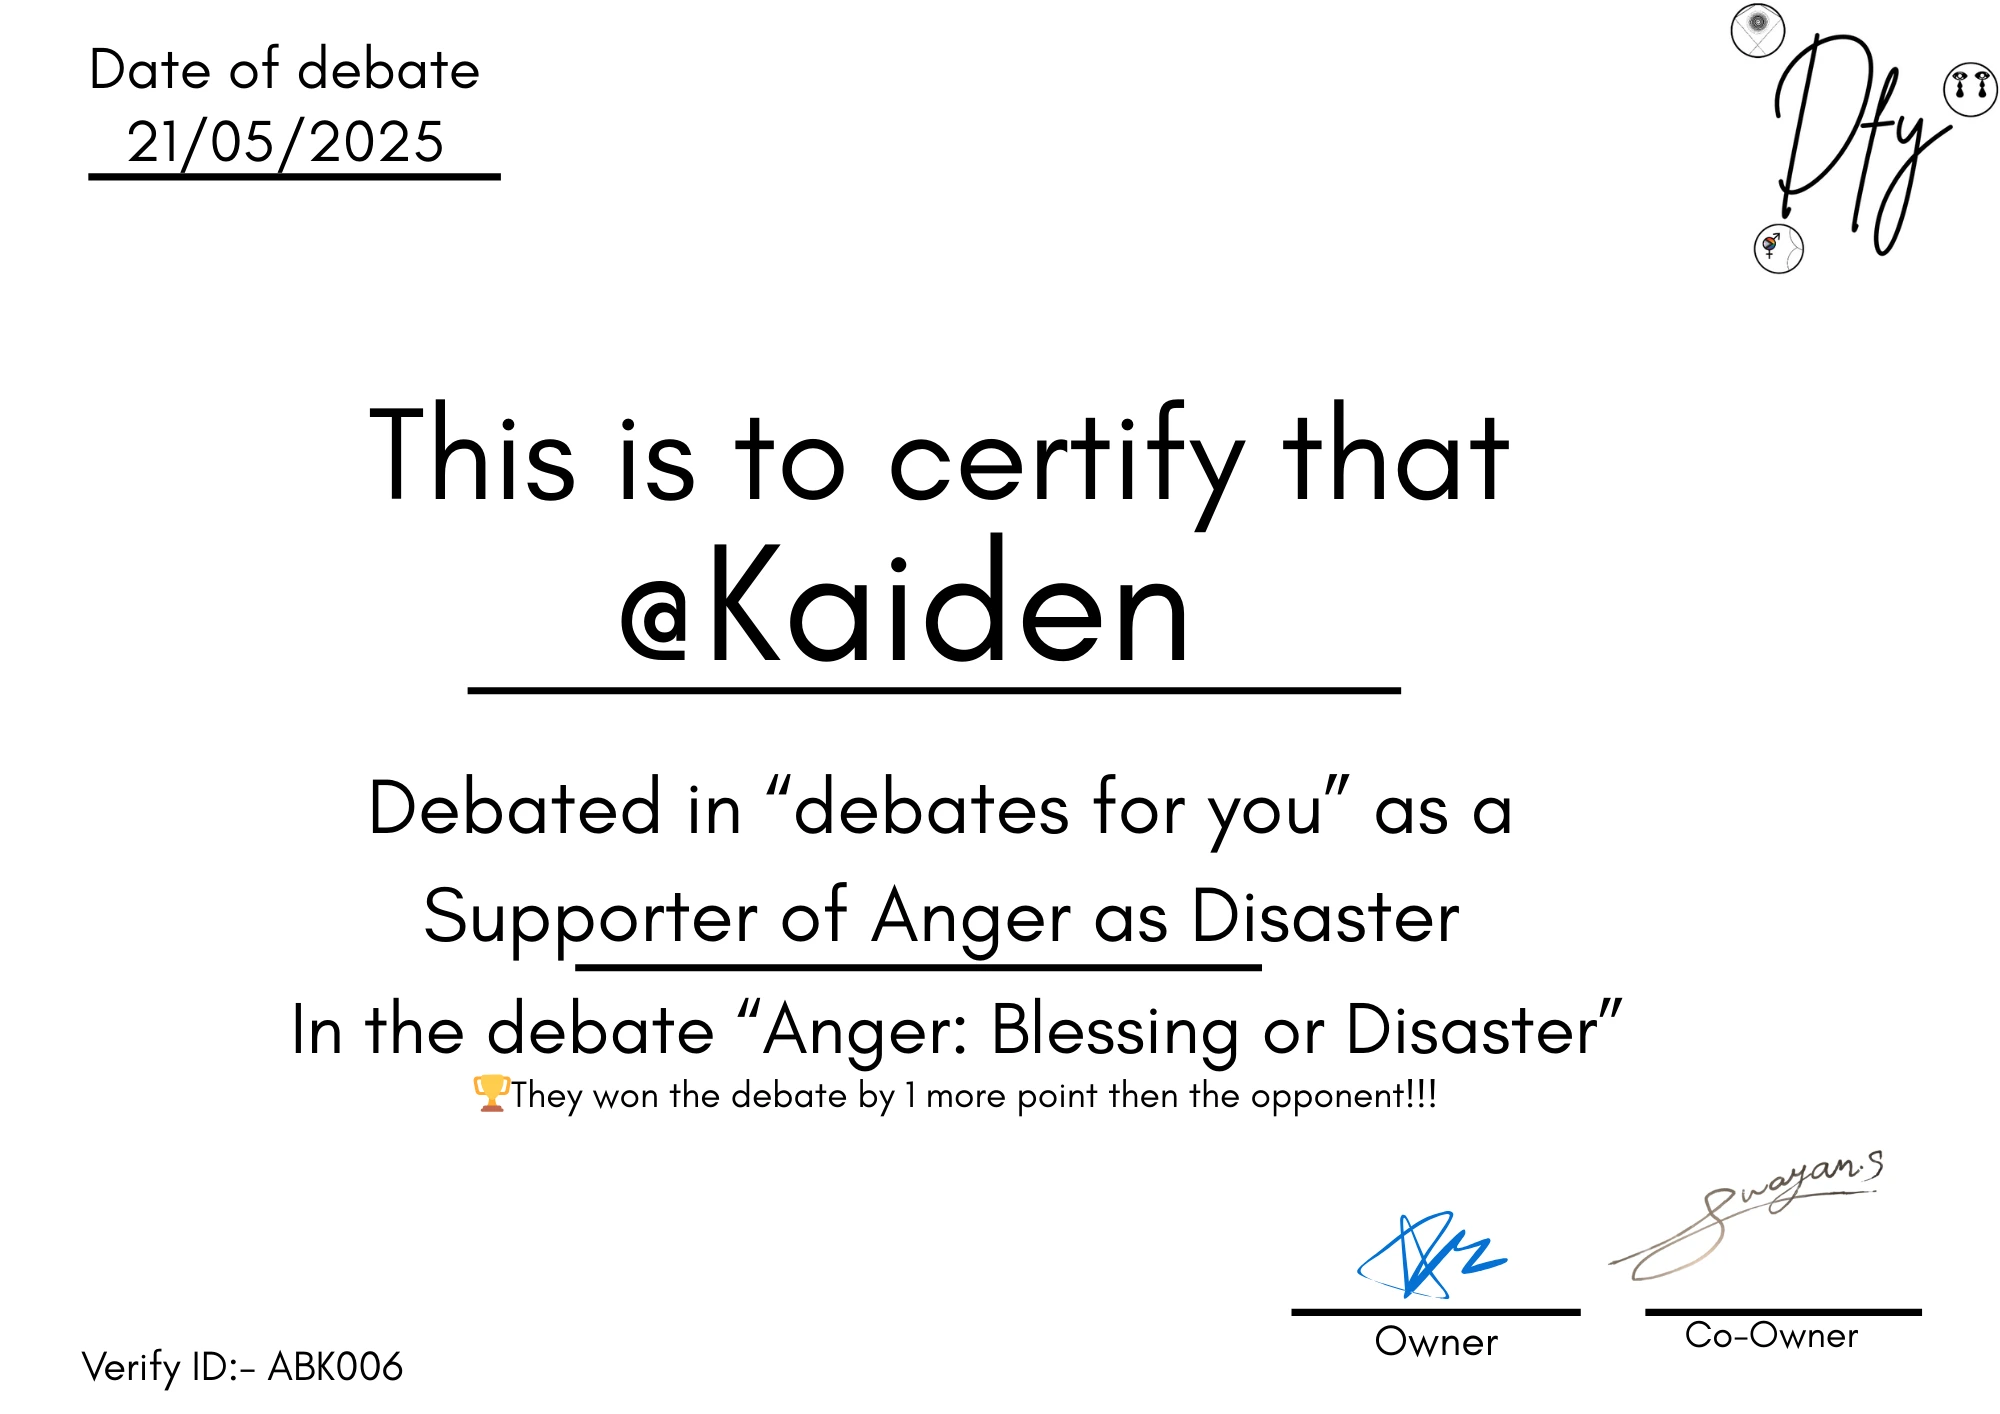 Date of debate
21/05/2025
Dfy
This is to certify that
@Kaiden
Debated in “debates for you” as a
Supporter of Anger as Disaster
In the debate “Anger: Blessing or Disaster”
🏆They won the debate by 1 more point then the opponent!!!
Swayan.S
Owner
Co-Owner
Verify ID:- ABK006